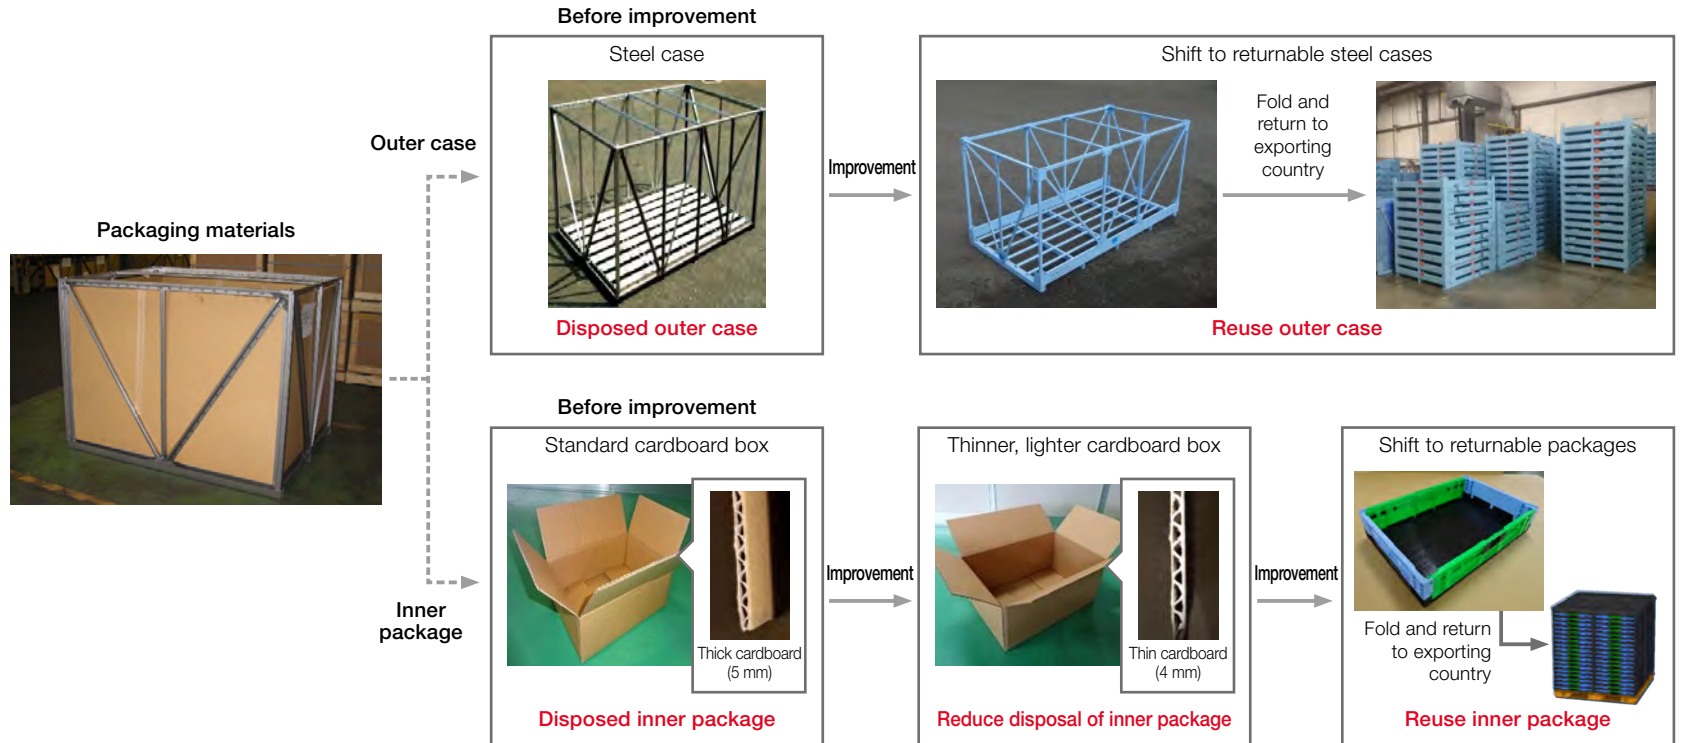 Packaging materials
Outer case
Before improvement
Steel case
Disposed outer case
Improvement
Shift to returnable steel cases
Fold and
return to
exporting
country
Reuse outer case
Inner
package
Before improvement
Standard cardboard box
Thick cardboard
(5 mm)
Disposed inner package
Improvement
Thinner, lighter cardboard box
Thin cardboard
(4 mm)
Reduce disposal of inner package
Improvement
Shift to returnable packages
Fold and return
to exporting
country
Reuse inner package